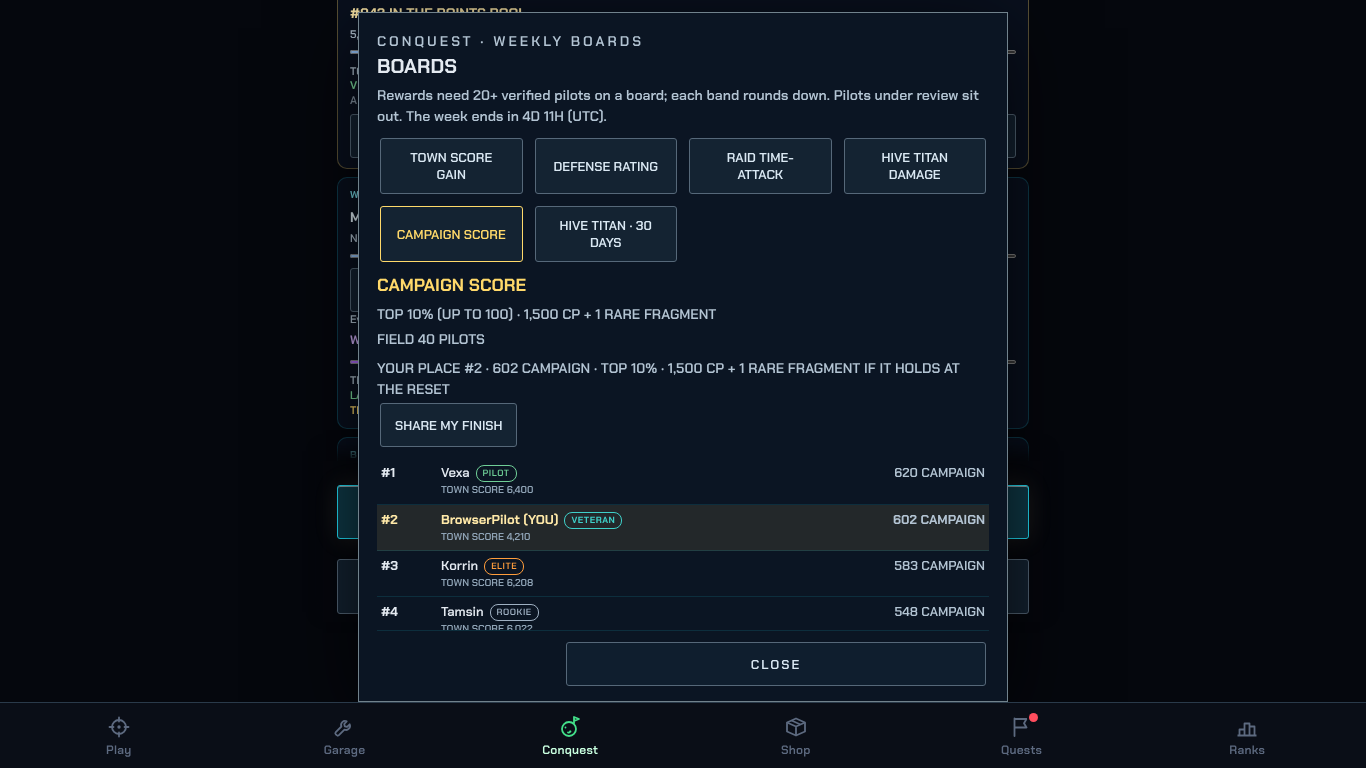 CONQUEST · WEEKLY BOARDS
BOARDS
Rewards need 20+ verified pilots on a board; each band rounds down. Pilots under review sit
out. The week ends in 4D 11H (UTC).
TOWN SCORE
GAIN
DEFENSE RATING
RAID TIME-
ATTACK
HIVE TITAN
DAMAGE
CAMPAIGN SCORE
HIVE TITAN · 30
DAYS
CAMPAIGN SCORE
TOP 10% (UP TO 100) · 1,500 CP + 1 RARE FRAGMENT
FIELD 40 PILOTS
YOUR PLACE #2 · 602 CAMPAIGN · TOP 10% · 1,500 CP + 1 RARE FRAGMENT IF IT HOLDS AT
THE RESET
SHARE MY FINISH
#1 Vexa PILOT 620 CAMPAIGN
TOWN SCORE 6,400
#2 BrowserPilot (YOU) VETERAN 602 CAMPAIGN
TOWN SCORE 4,210
#3 Korrin ELITE 583 CAMPAIGN
TOWN SCORE 6,208
#4 Tamsin ROOKIE 548 CAMPAIGN
TOWN SCORE 6,022
CLOSE
Play
Garage
Conquest
Shop
Quests
Ranks